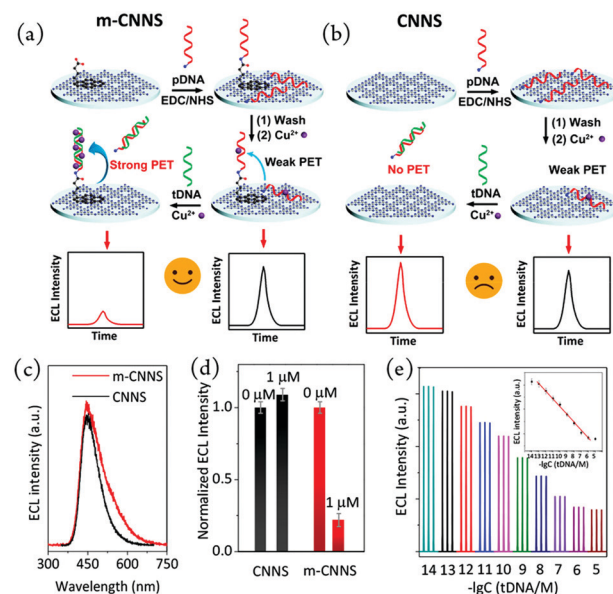 m-CNNS
CNNS
(a)
(b)
pDNA
EDC/NHS
pDNA
EDC/NHS
(1) Wash
(2) Cu²⁺
(1) Wash
(2) Cu²⁺
Strong PET
tDNA
Weak PET
Cu²⁺
No PET
tDNA
Weak PET
Cu²⁺
ECL Intensity
Time
ECL Intensity
Time
ECL Intensity
Time
ECL Intensity
Time
(c)
ECL intensity (a.u.)
m-CNNS
CNNS
300 450 600 750
Wavelength (nm)
(d)
Normalized ECL Intensity
1.0
0.5
0.0
0 μM
1 μM
0 μM
1 μM
CNNS m-CNNS
(e)
ECL Intensity (a.u.)
ECL intensity (a.u.)
14 13 12 11 10 9 8 7 6 5
-lgC (tDNA/M)
14 13 12 11 10 9 8 7 6 5
-lgC (tDNA/M)